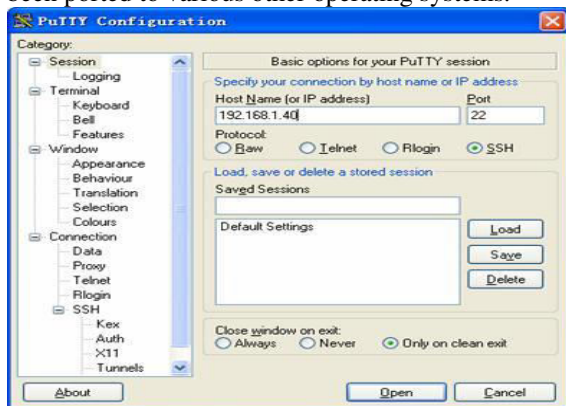 been ported to various other operating systems.
PuTTY Configuration
Category:
Session
Logging
Terminal
Keyboard
Bell
Features
Window
Appearance
Behaviour
Translation
Selection
Colours
Connection
Data
Proxy
Telnet
Rlogin
SSH
Kex
Auth
X11
Tunnels
Basic options for your PuTTY session
Specify your connection by host name or IP address
Host Name (or IP address) Port
192.168.1.40 22
Protocol:
Raw Telnet Rlogin SSH
Load, save or delete a stored session
Saved Sessions
Default Settings
Load
Save
Delete
Close window on exit:
Always Never Only on clean exit
About Open Cancel